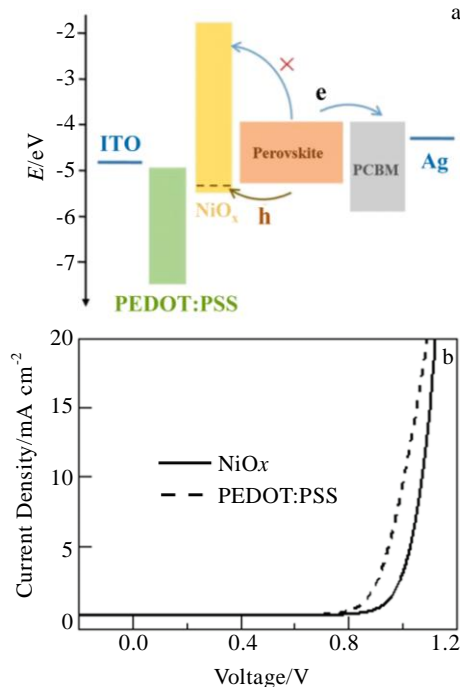 a
-2
-3
-4
-5
-6
-7
E/eV
ITO
PEDOT:PSS
NiOx
Perovskite
PCBM
Ag
e
h
×
b
20
15
10
5
0
Current Density/mA cm-2
NiOx
PEDOT:PSS
0.0 0.4 0.8 1.2
Voltage/V